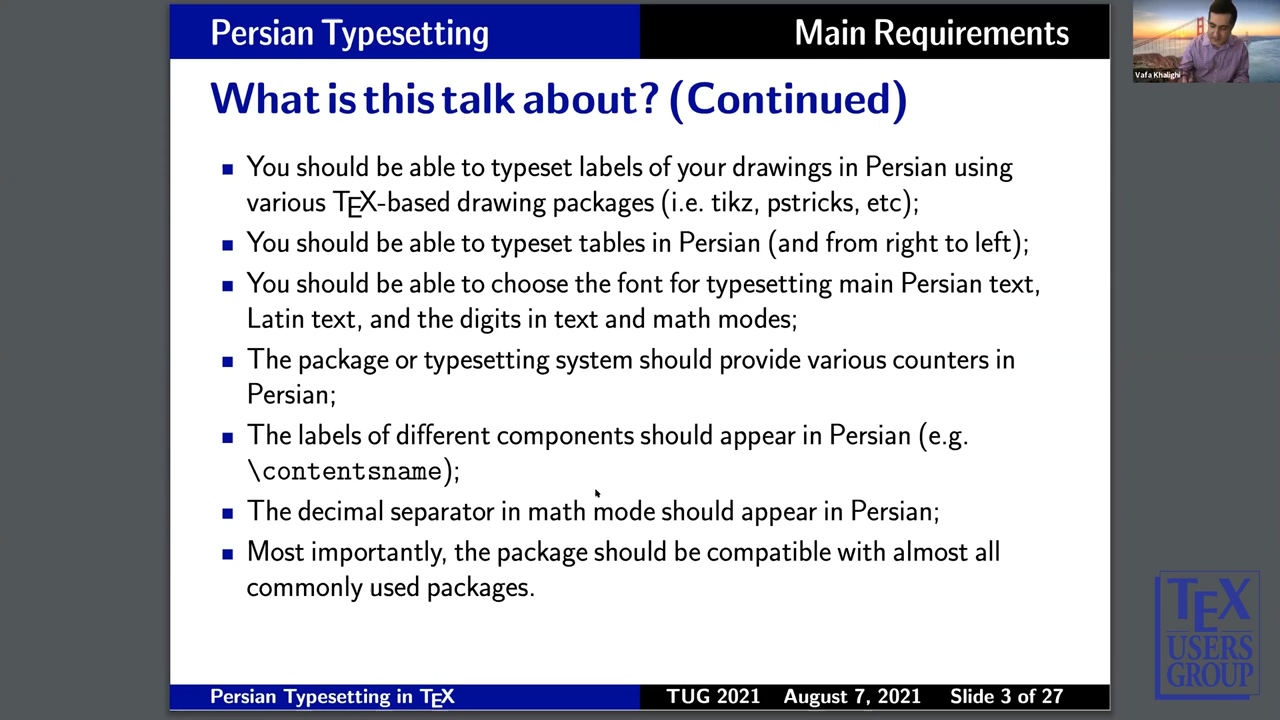 Persian Typesetting
Main Requirements
Vafa Khalighi
What is this talk about? (Continued)
You should be able to typeset labels of your drawings in Persian using
various TEX-based drawing packages (i.e. tikz, pstricks, etc);
You should be able to typeset tables in Persian (and from right to left);
You should be able to choose the font for typesetting main Persian text,
Latin text, and the digits in text and math modes;
The package or typesetting system should provide various counters in
Persian;
The labels of different components should appear in Persian (e.g.
\contentsname);
The decimal separator in math mode should appear in Persian;
Most importantly, the package should be compatible with almost all
commonly used packages.
TEX
USERS
GROUP
Persian Typesetting in TEX
TUG 2021 August 7, 2021 Slide 3 of 27